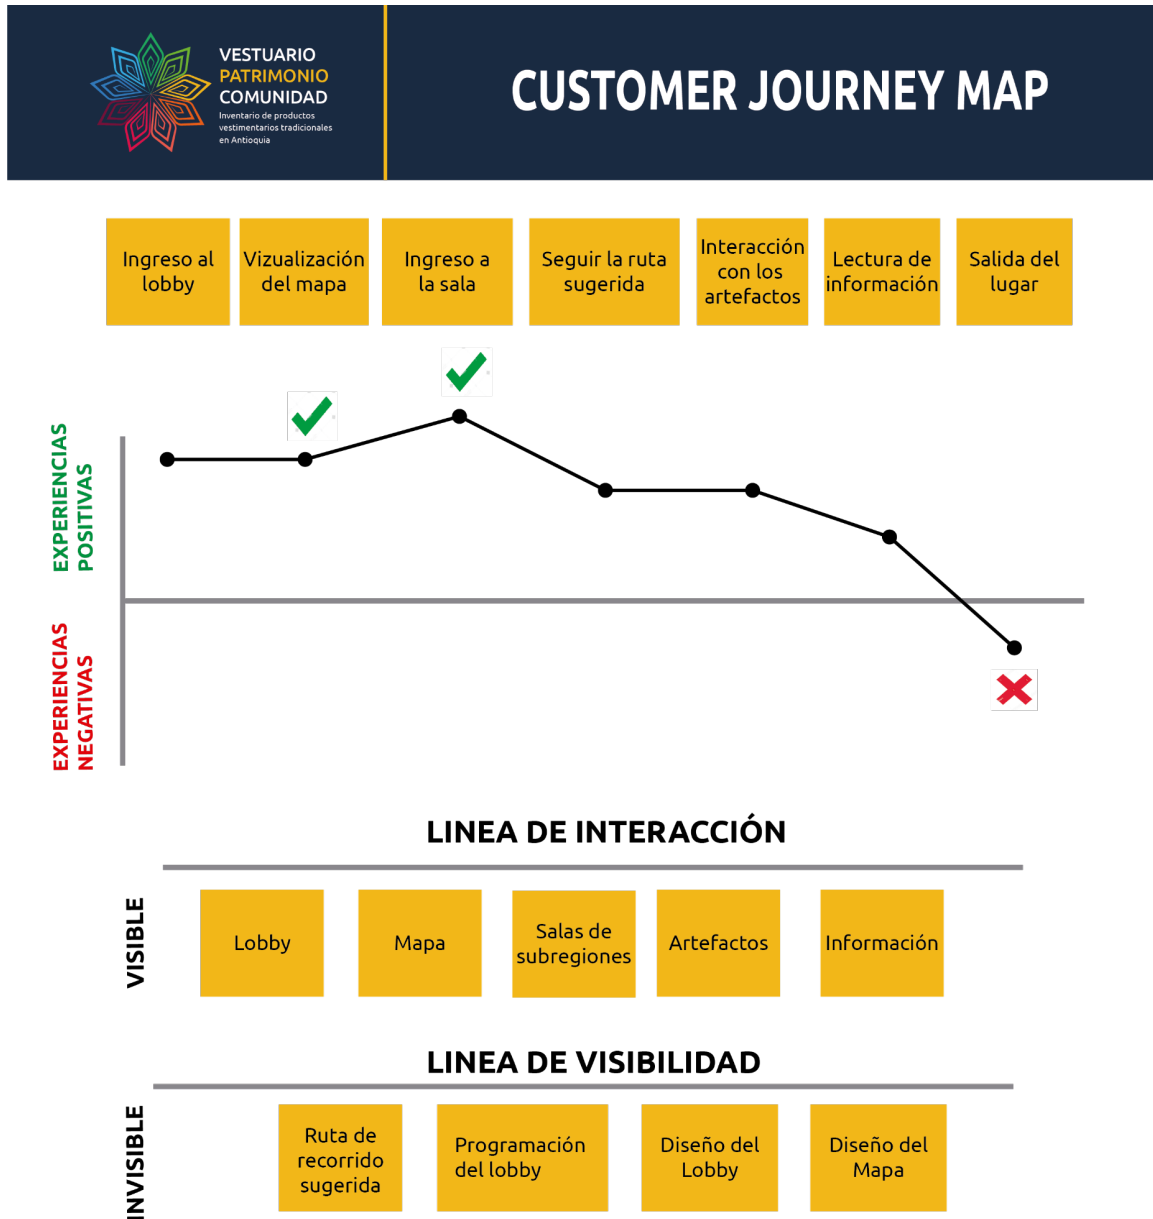 VESTUARIO
PATRIMONIO
COMUNIDAD
Inventario de productos
vestimentarios tradicionales
en Antioquia
CUSTOMER JOURNEY MAP
Ingreso al
lobby
Vizualización
del mapa
Ingreso a
la sala
Seguir la ruta
sugerida
Interacción
con los
artefactos
Lectura de
información
Salida del
lugar
EXPERIENCIAS
POSITIVAS
EXPERIENCIAS
NEGATIVAS
LINEA DE INTERACCIÓN
VISIBLE
Lobby
Mapa
Salas de
subregiones
Artefactos
Información
LINEA DE VISIBILIDAD
INVISIBLE
Ruta de
recorrido
sugerida
Programación
del lobby
Diseño del
Lobby
Diseño del
Mapa